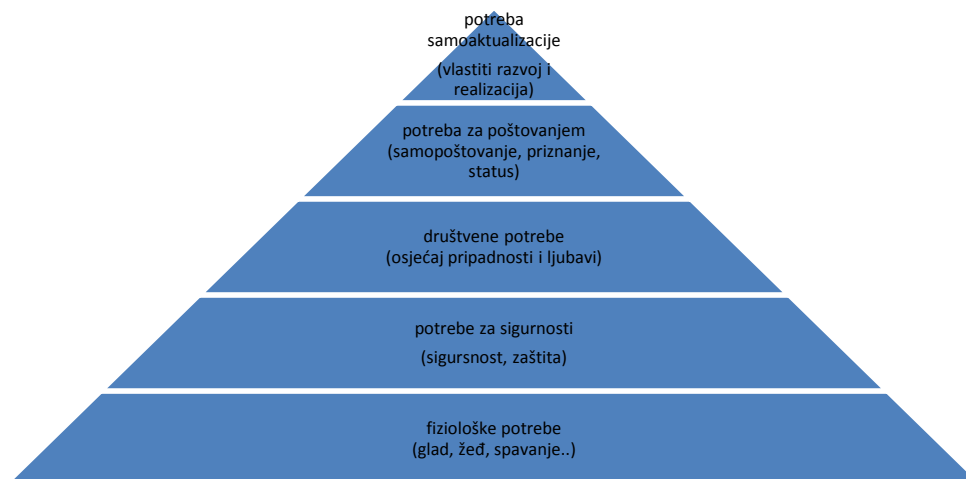 potreba
samoaktualizacije
(vlastiti razvoj i
realizacija)
potreba za poštovanjem
(samopoštovanje, priznanje,
status)
društvene potrebe
(osjećaj pripadnosti i ljubavi)
potrebe za sigurnosti
(sigursnost, zaštita)
fiziološke potrebe
(glad, žeđ, spavanje..)